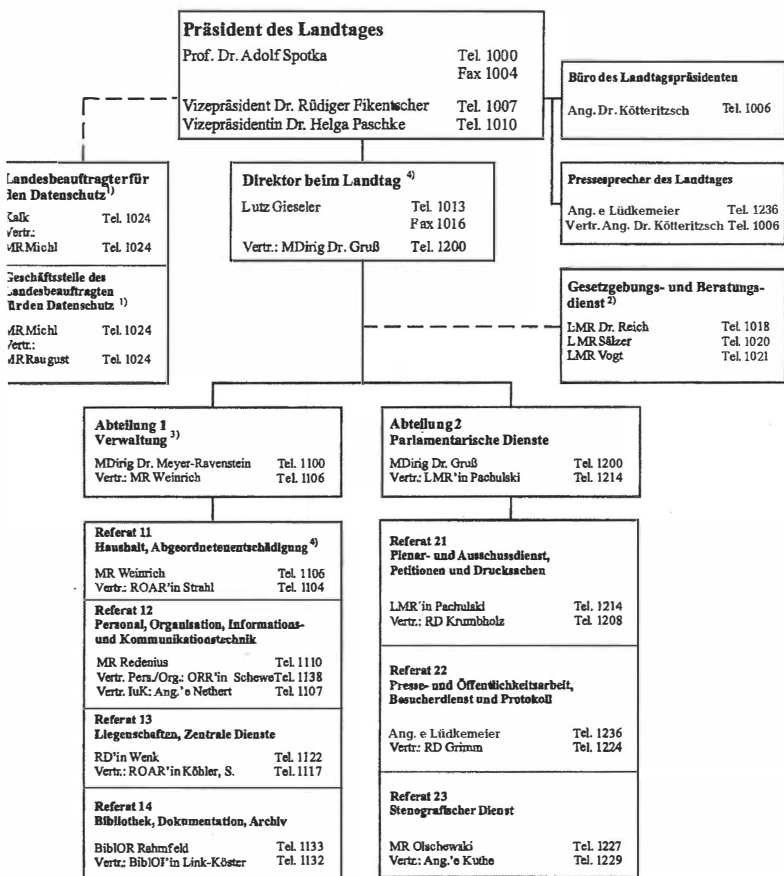 Präsident des Landtages
Prof. Dr. Adolf Spotka Tel. 1000
Fax 1004
Vizepräsident Dr. Rüdiger Fikentscher Tel. 1007
Vizepräsidentin Dr. Helga Paschke Tel. 1010
Büro des Landtagspräsidenten
Ang. Dr. Kötteritzsch Tel. 1006
Pressesprecher des Landtages
Ang. e Lüdkemeier Tel. 1236
Vertr. Ang. Dr. Kötteritzsch Tel. 1006
Landesbeauftragter für
den Datenschutz 1)
Kalk Tel. 1024
Vertr.:
MR Michl Tel. 1024
Geschäftsstelle des
Landesbeauftragten
für den Datenschutz 1)
MR Michl Tel. 1024
Vertr.:
MR Raugust Tel. 1024
Direktor beim Landtag 4)
Lutz Gieseler Tel. 1013
Fax 1016
Vertr.: MDirig Dr. Gruß Tel. 1200
Gesetzgebungs- und Beratungs-
dienst 2)
LMR Dr. Reich Tel. 1018
LMR Sälzer Tel. 1020
LMR Vogt Tel. 1021
Abteilung 1
Verwaltung 3)
MDirig Dr. Meyer-Ravenstein Tel. 1100
Vertr.: MR Weinrich Tel. 1106
Referat 11
Haushalt, Abgeordnetenentschädigung 4)
MR Weinrich Tel. 1106
Vertr.: ROAR'in Strahl Tel. 1104
Referat 12
Personal, Organisation, Informations-
und Kommunikationstechnik
MR Redenius Tel. 1110
Vertr. Pers./Org.: ORR'in Schewe Tel. 1138
Vertr. IuK: Ang.'e Nethert Tel. 1107
Referat 13
Liegenschaften, Zentrale Dienste
RD'in Wenk Tel. 1122
Vertr.: ROAR'in Köhler, S. Tel. 1117
Referat 14
Bibliothek, Dokumentation, Archiv
BiblOR Rahmfeld Tel. 1133
Vertr.: BiblOI'in Link-Köster Tel. 1132
Abteilung 2
Parlamentarische Dienste
MDirig Dr. Gruß Tel. 1200
Vertr.: LMR'in Pachulski Tel. 1214
Referat 21
Plenar- und Ausschussdienst,
Petitionen und Drucksachen
LMR'in Pachulski Tel. 1214
Vertr.: RD Krumbholz Tel. 1208
Referat 22
Presse- und Öffentlichkeitsarbeit,
Besucherdienst und Protokoll
Ang. e Lüdkemeier Tel. 1236
Vertr.: RD Grimm Tel. 1224
Referat 23
Stenografischer Dienst
MR Olschewski Tel. 1227
Vertr.: Ang.'e Kuthe Tel. 1229